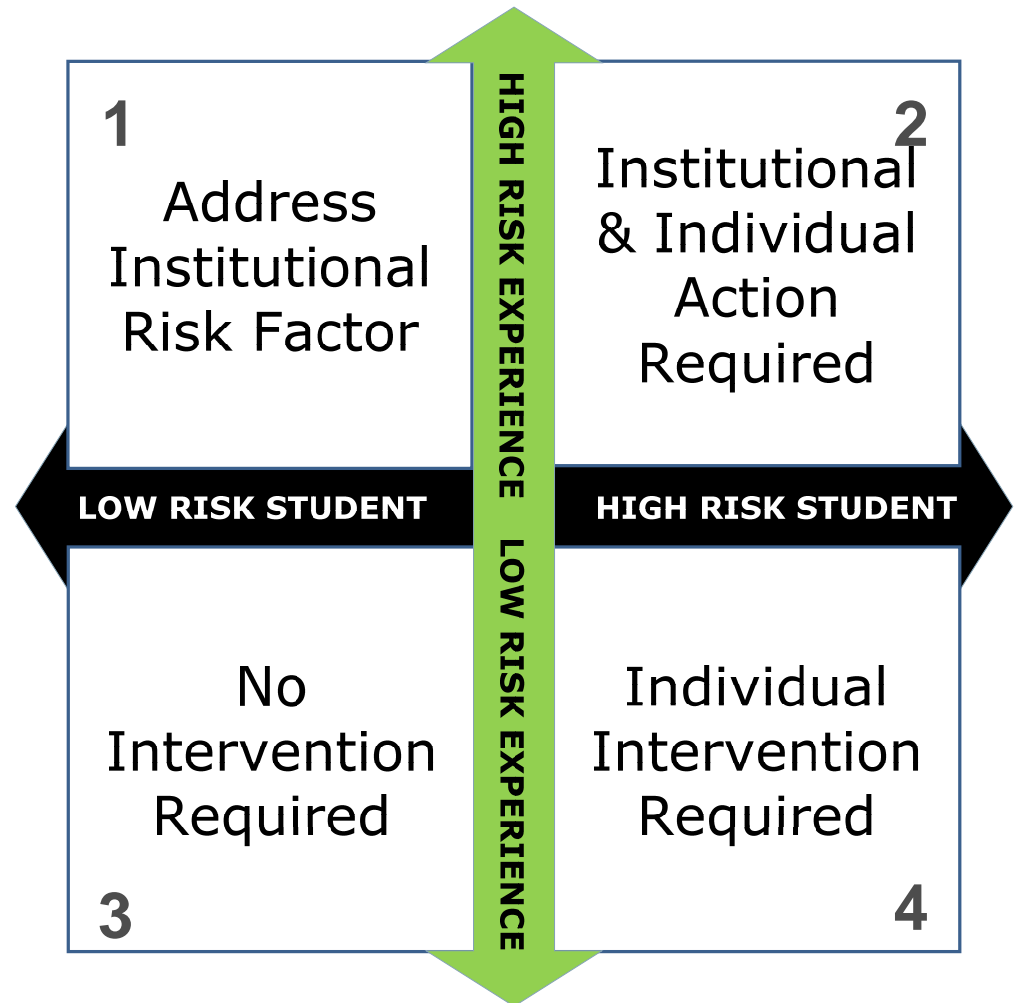 1
Address
Institutional
Risk Factor
2
Institutional
& Individual
Action
Required
HIGH RISK EXPERIENCE
LOW RISK STUDENT
HIGH RISK STUDENT
LOW RISK EXPERIENCE
No
Intervention
Required
3
Individual
Intervention
Required
4